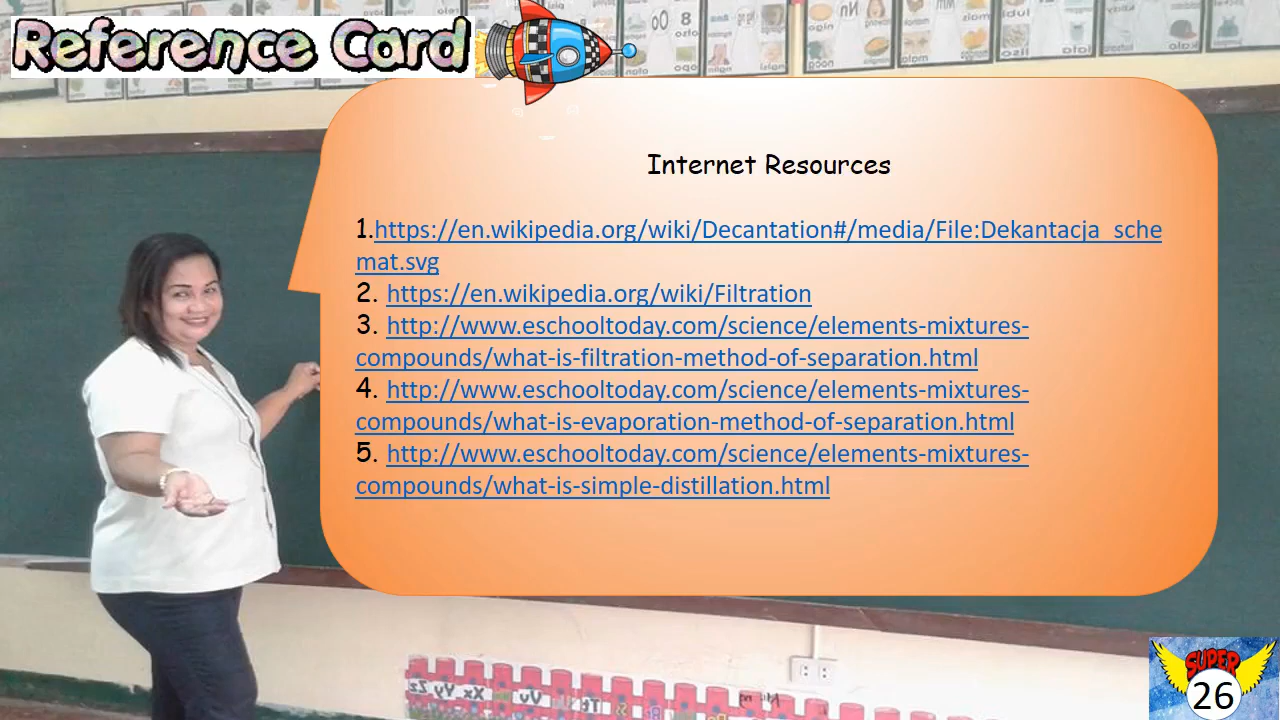 Reference Card
Internet Resources
1.https://en.wikipedia.org/wiki/Decantation#/media/File:Dekantacja_sche
mat.svg
2. https://en.wikipedia.org/wiki/Filtration
3. http://www.eschooltoday.com/science/elements-mixtures-
compounds/what-is-filtration-method-of-separation.html
4. http://www.eschooltoday.com/science/elements-mixtures-
compounds/what-is-evaporation-method-of-separation.html
5. http://www.eschooltoday.com/science/elements-mixtures-
compounds/what-is-simple-distillation.html
SUPER
26